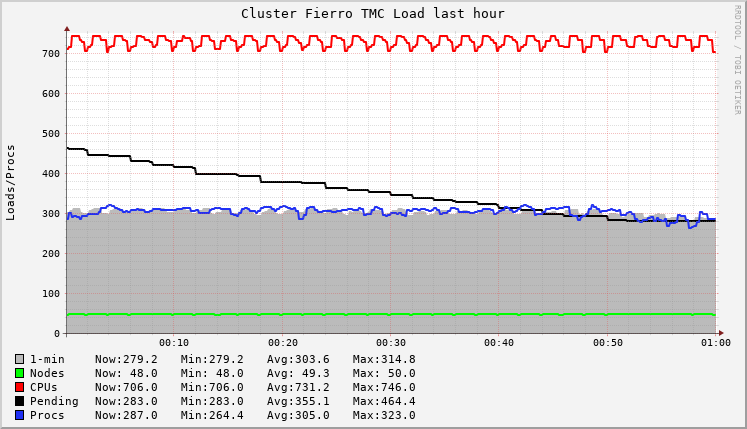 Cluster Fierro TMC Load last hour
RRDTOOL / TOBI OETIKER
Loads/Procs
700
600
500
400
300
200
100
0
00:10 00:20 00:30 00:40 00:50 01:00
1-min Now:279.2 Min:279.2 Avg:303.6 Max:314.8
Nodes Now: 48.0 Min: 48.0 Avg: 49.3 Max: 50.0
CPUs Now:706.0 Min:706.0 Avg:731.2 Max:746.0
Pending Now:283.0 Min:283.0 Avg:355.1 Max:464.4
Procs Now:287.0 Min:264.4 Avg:305.0 Max:323.0